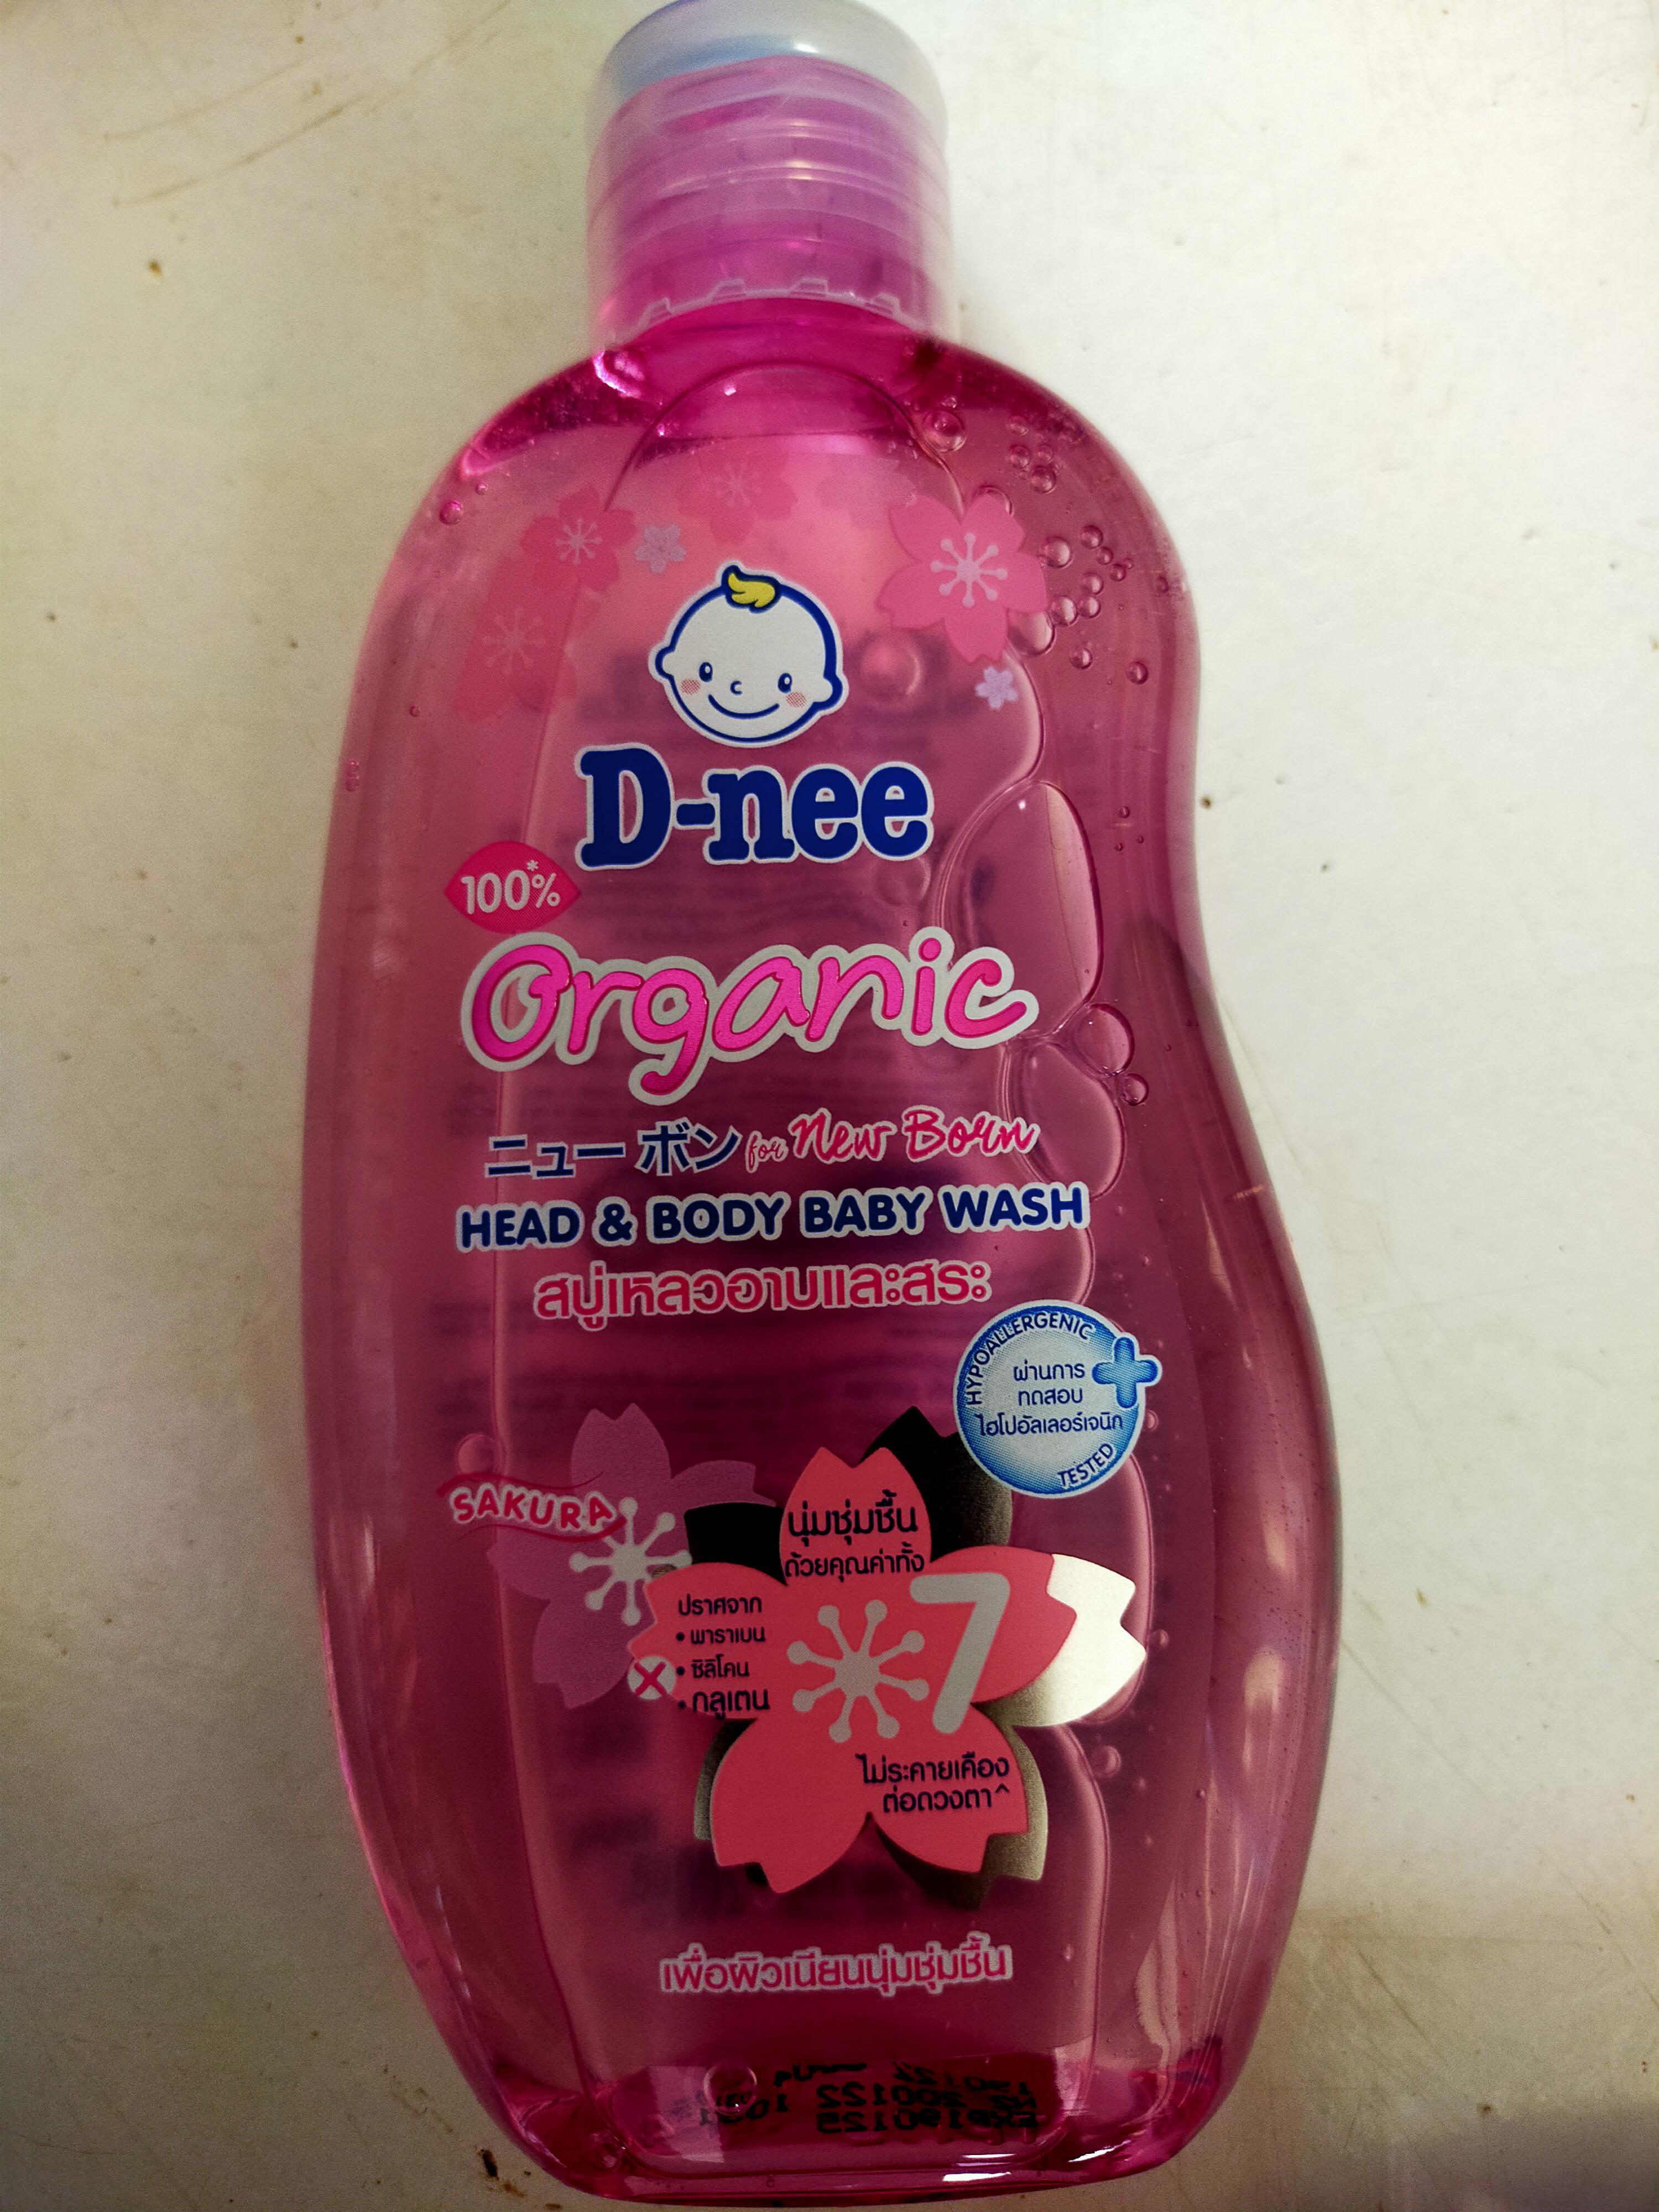 D-nee
100%*
Organic
ニュー ボン for New Born
HEAD & BODY BABY WASH
สบู่เหลวอาบและสระ
HYPOALLERGENIC
ผ่านการ
ทดสอบ
ไฮโปอัลเลอร์เจนิก
TESTED
SAKURA
นุ่มชุ่มชื้น
ด้วยคุณค่าทั้ง
7
ปราศจาก
• พาราเบน
• ซิลิโคน
• กลูเตน
ไม่ระคายเคือง
ต่อดวงตา^
เพื่อผิวเนียนนุ่มชุ่มชื้น